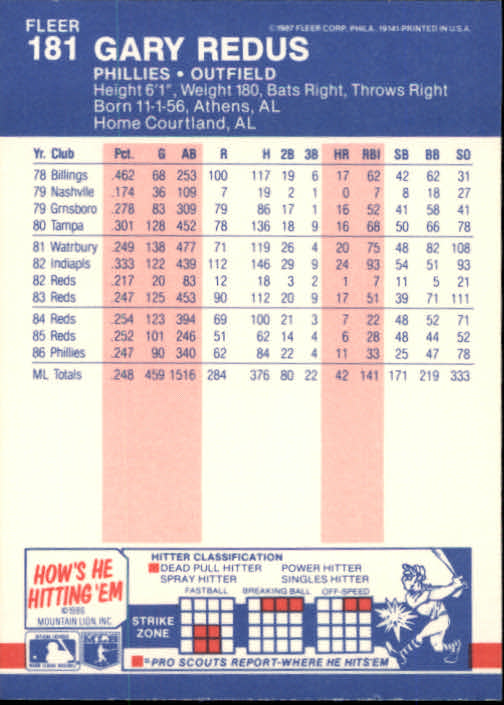 FLEER
©1987 FLEER CORP., PHILA. 19141-PRINTED IN U.S.A.
181 GARY REDUS
PHILLIES • OUTFIELD
Height 6'1", Weight 180, Bats Right, Throws Right
Born 11-1-56, Athens, AL
Home Courtland, AL
Yr. Club Pct. G AB R H 2B 3B HR RBI SB BB SO
78 Billings .462 68 253 100 117 19 6 17 62 42 62 31
79 Nashvlle .174 36 109 7 19 2 1 0 7 18 18 27
79 Grnsboro .278 83 309 79 86 17 1 16 52 41 58 41
80 Tampa .301 128 452 78 136 18 9 16 68 50 66 78
81 Watrbury .249 138 477 71 119 26 4 20 75 48 82 108
82 Indiapls .333 122 439 112 146 29 9 24 93 54 51 93
82 Reds .217 20 83 12 18 3 2 1 7 11 5 21
83 Reds .247 125 453 90 112 20 9 17 51 39 71 111
84 Reds .254 123 394 69 100 21 3 7 22 48 52 71
85 Reds .252 101 246 51 62 14 4 6 28 48 44 52
86 Phillies .247 90 340 62 84 22 4 11 33 25 47 78
ML Totals .248 459 1516 284 376 80 22 42 141 171 219 333
HOW'S HE
HITTING 'EM
©1986
MOUNTAIN LION, INC.
HITTER CLASSIFICATION
DEAD PULL HITTER POWER HITTER
SPRAY HITTER SINGLES HITTER
FASTBALL BREAKING BALL OFF-SPEED
STRIKE
ZONE
=PRO SCOUTS REPORT-WHERE HE HITS'EM